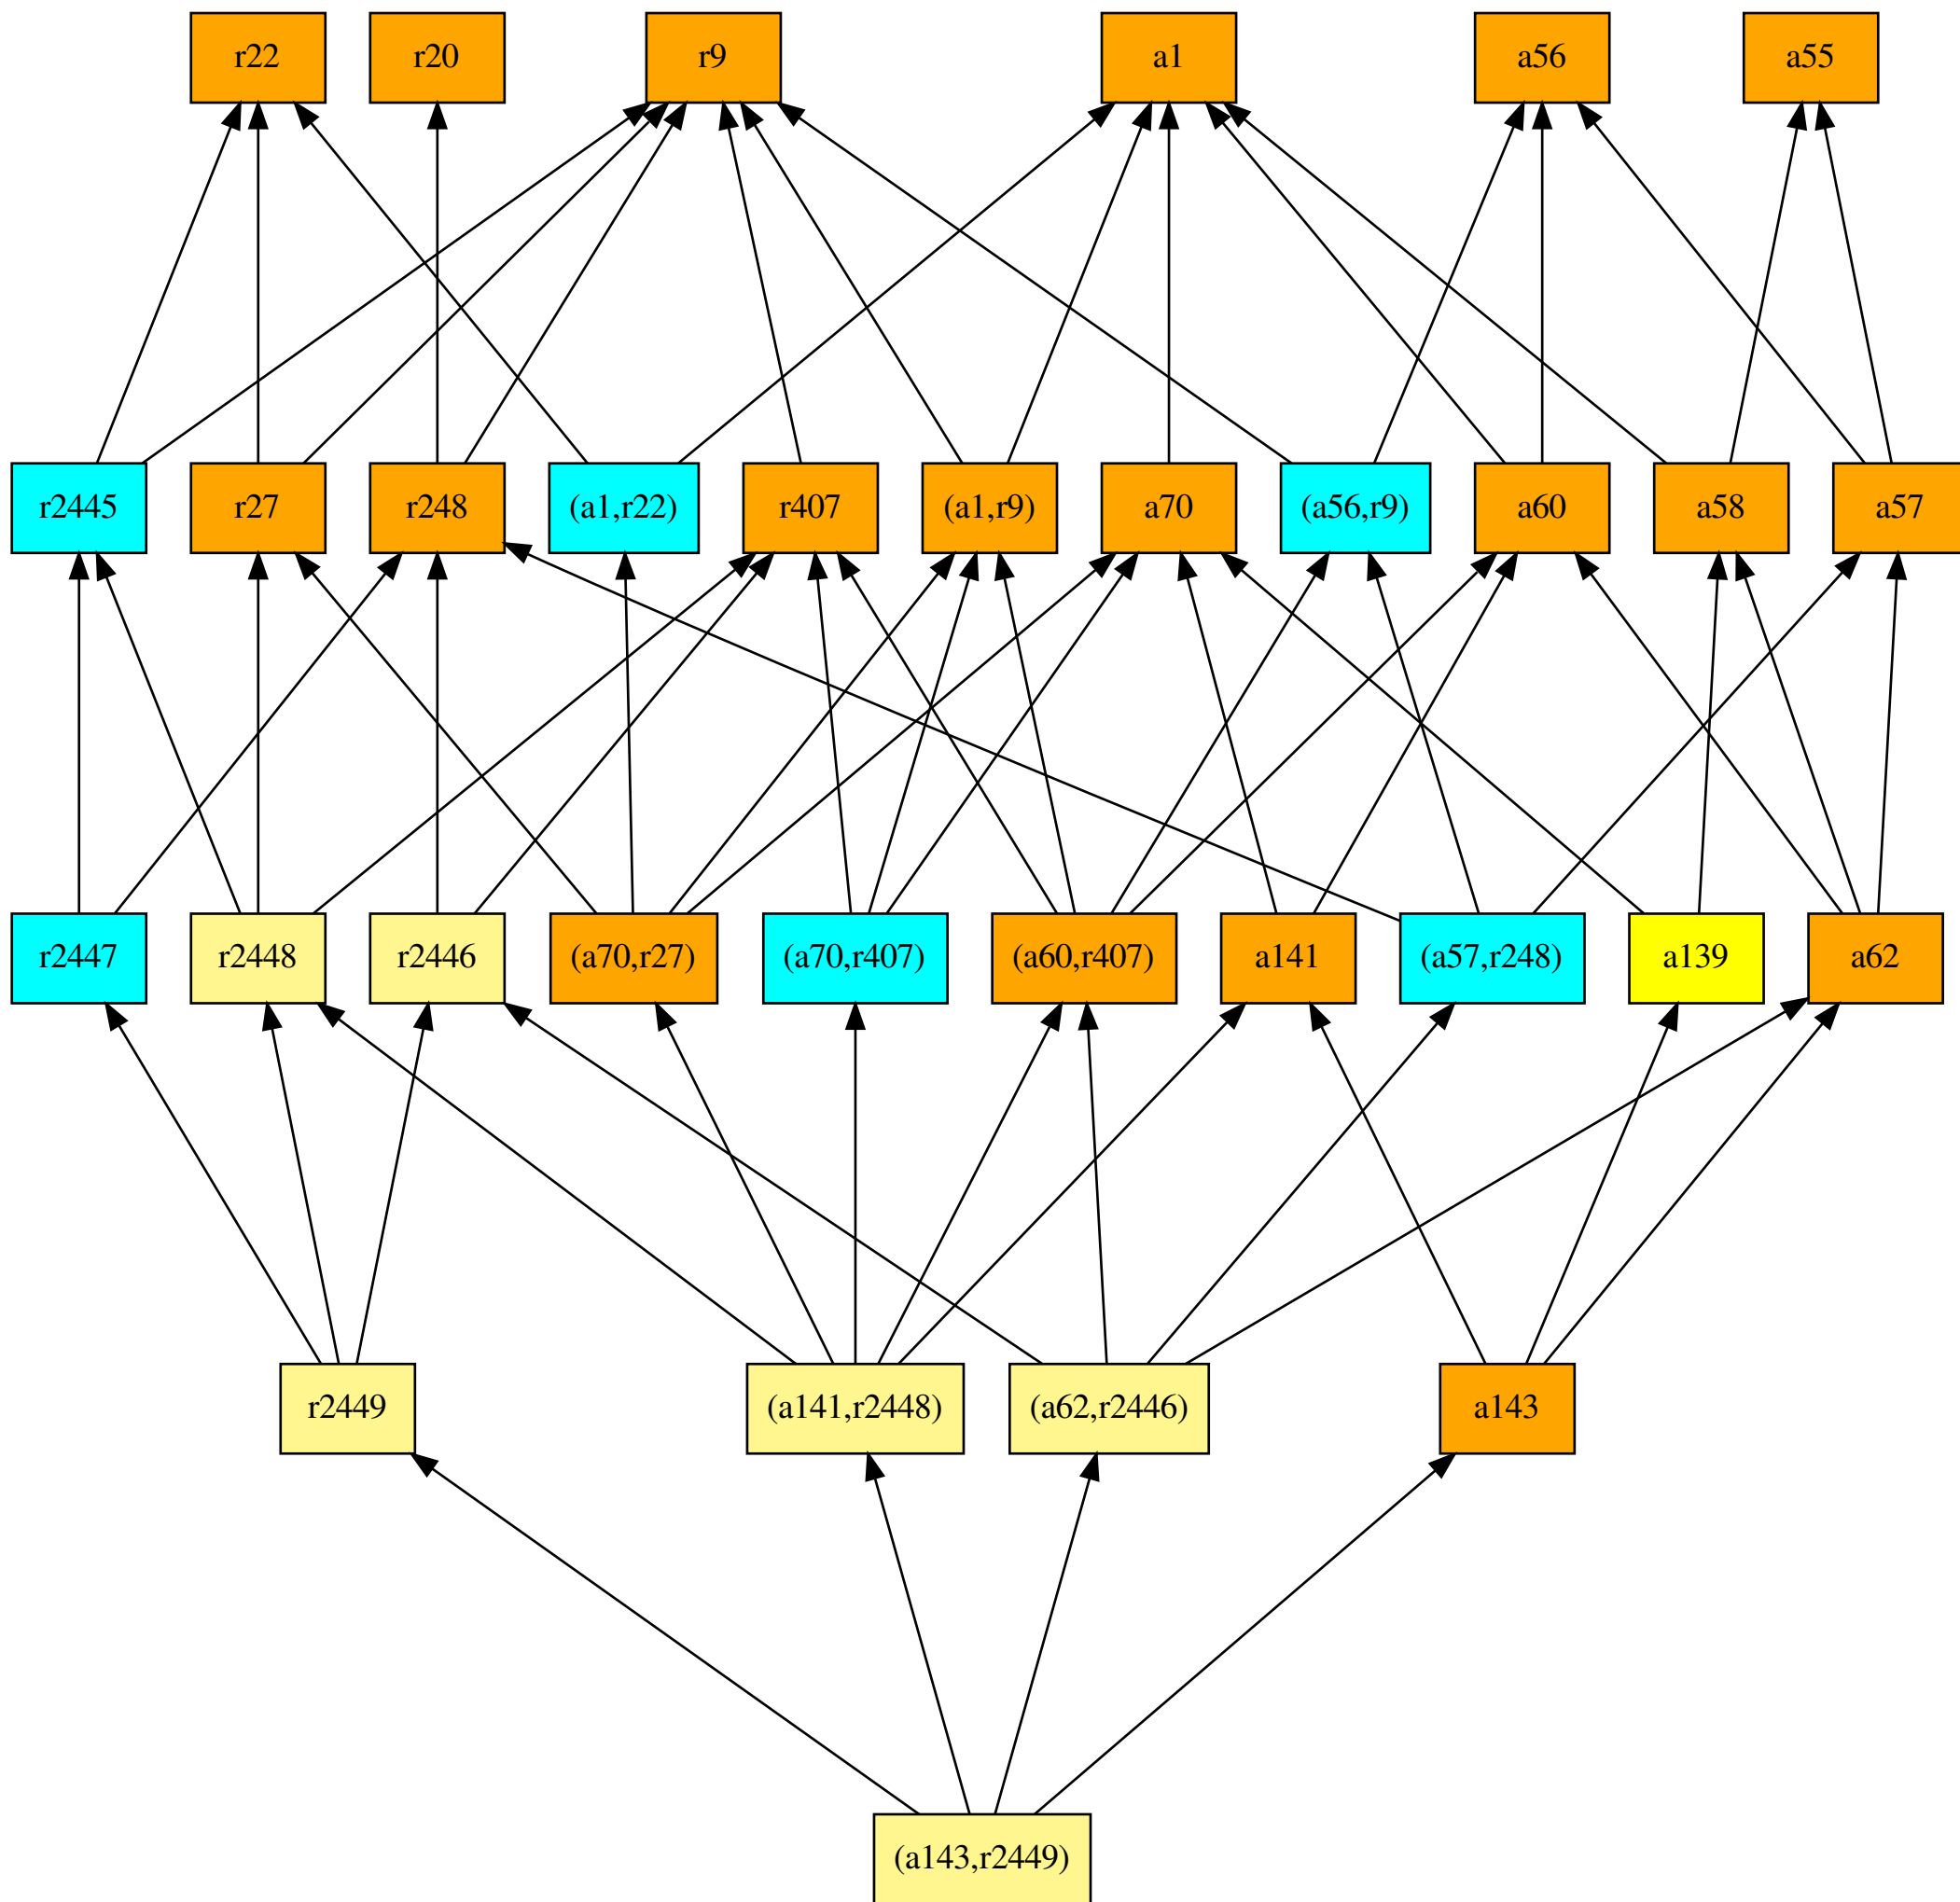 r22
r20
r9
a1
a56
a55
r2445
r27
r248
(a1,r22)
r407
(a1,r9)
a70
(a56,r9)
a60
a58
a57
r2447
r2448
r2446
(a70,r27)
(a70,r407)
(a60,r407)
a141
(a57,r248)
a139
a62
r2449
(a141,r2448)
(a62,r2446)
a143
(a143,r2449)